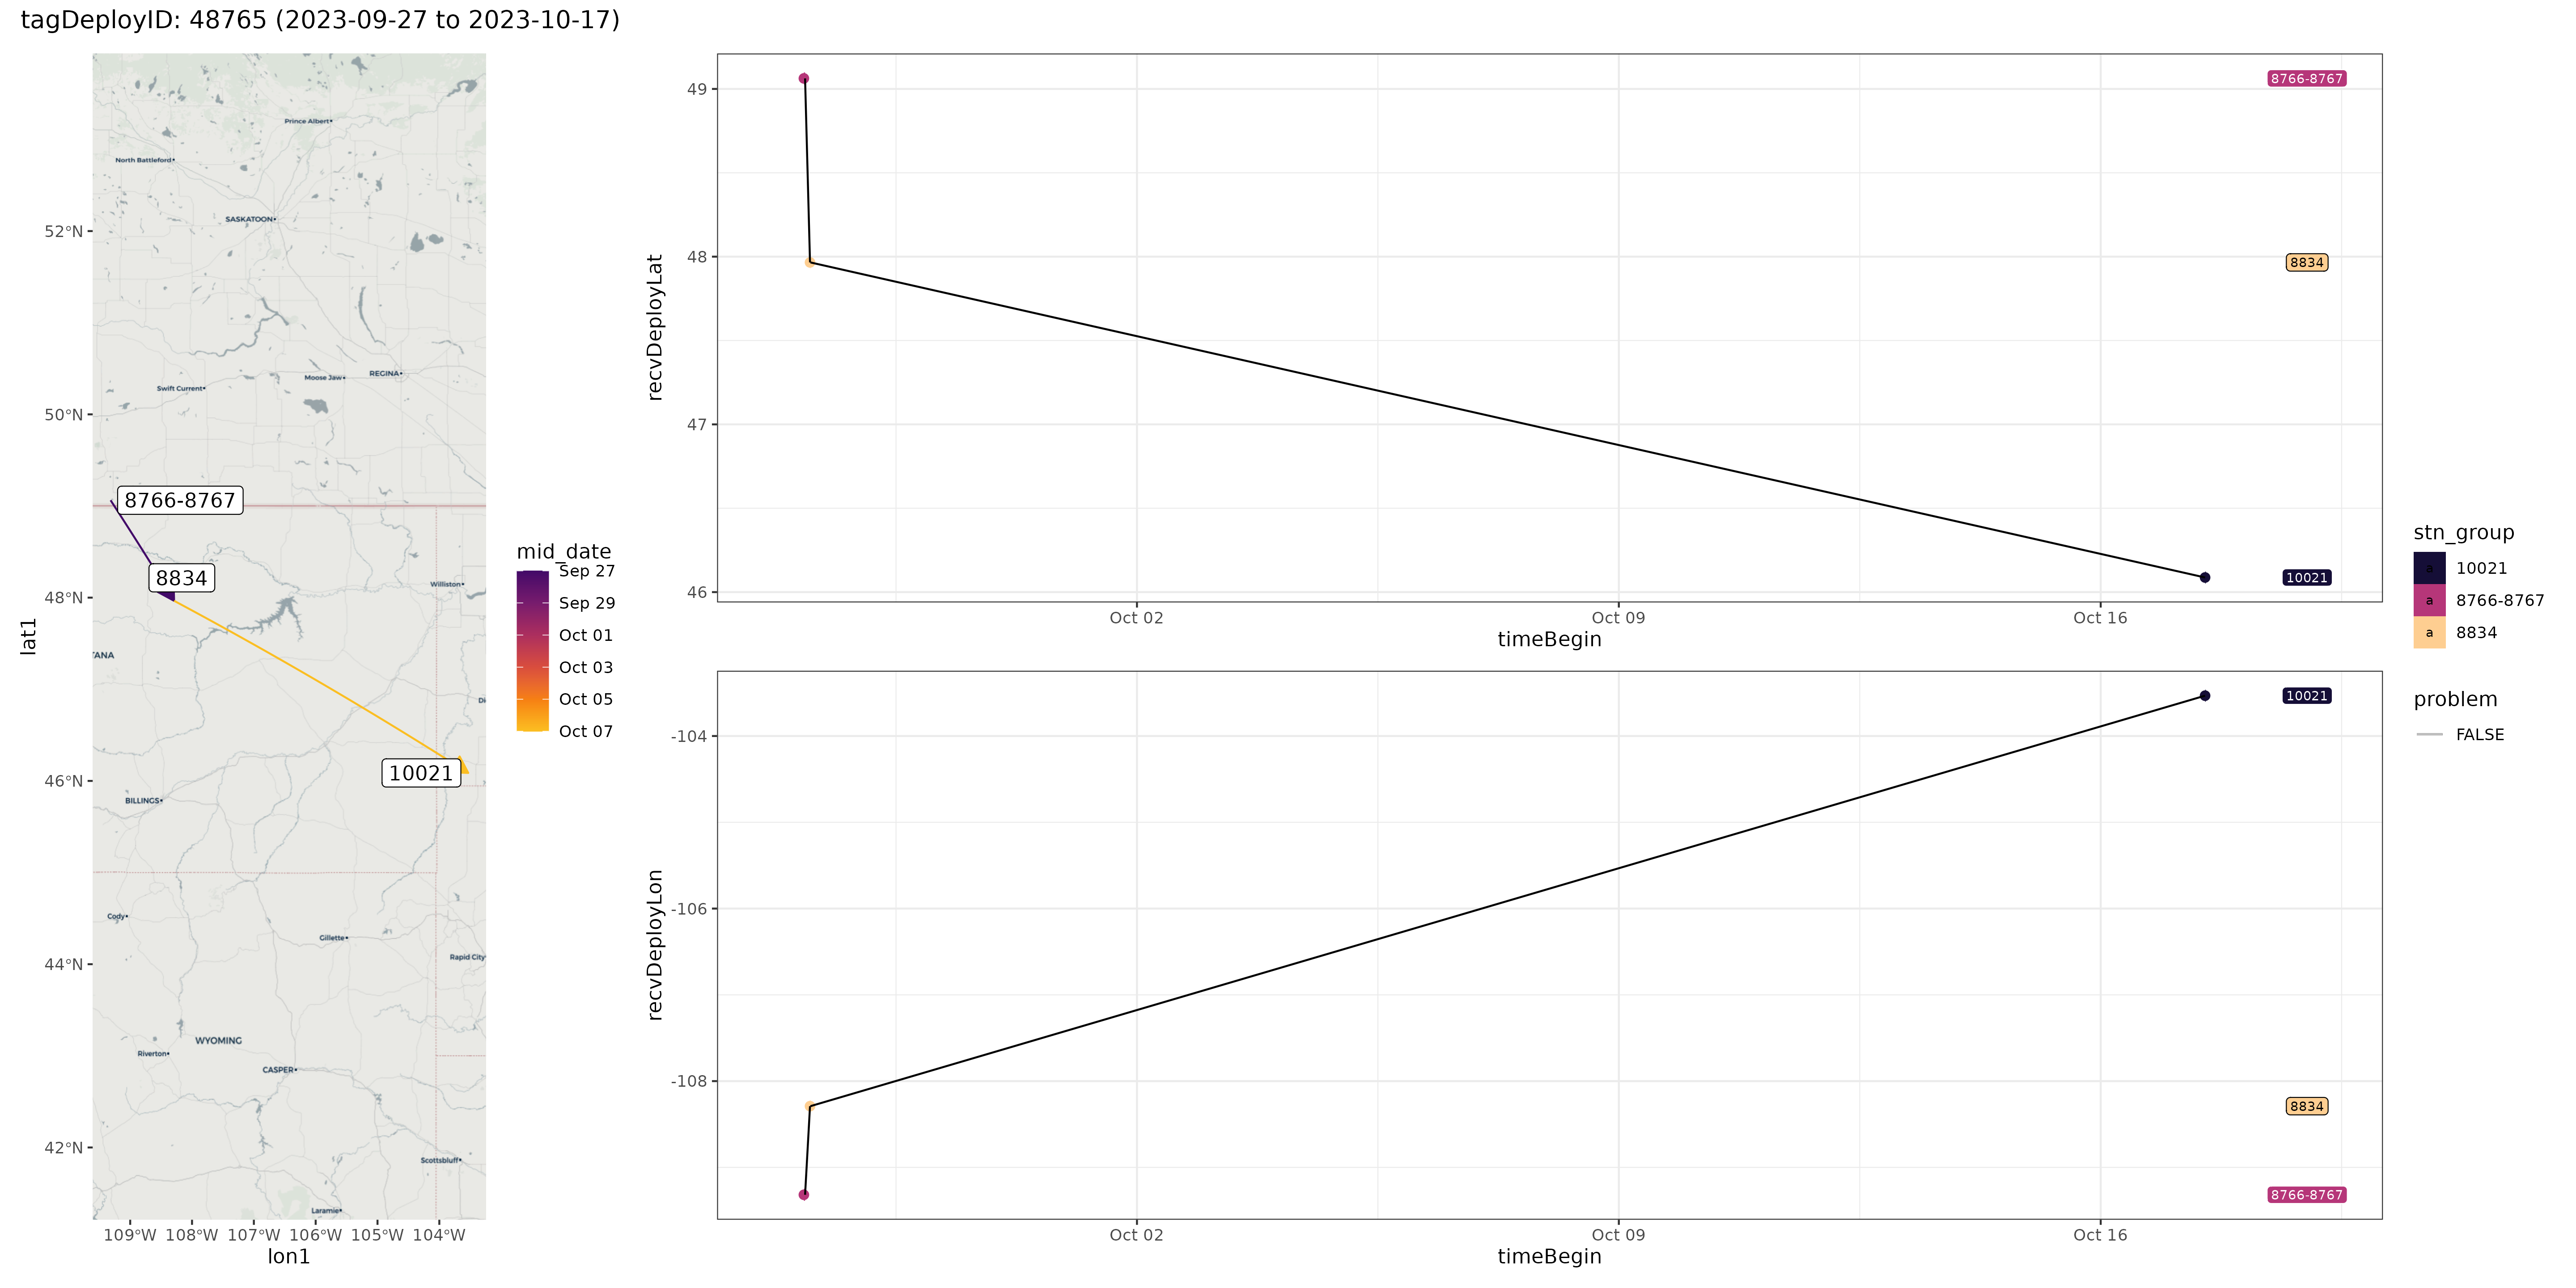 tagDeployID: 48765 (2023-09-27 to 2023-10-17)
lat1
52°N
50°N
48°N
46°N
44°N
42°N
Prince Albert
North Battleford
SASKATOON
Swift Current
Moose Jaw
REGINA
8766-8767
8834
Williston
TANA
Di
10021
BILLINGS
Cody
Gillette
Rapid City
WYOMING
Riverton
CASPER
Scottsbluff
Laramie
109°W 108°W 107°W 106°W 105°W 104°W
lon1
mid_date
Sep 27
Sep 29
Oct 01
Oct 03
Oct 05
Oct 07
recvDeployLat
49
48
47
46
8766-8767
8834
10021
Oct 02 Oct 09 Oct 16
timeBegin
recvDeployLon
-104
-106
-108
10021
8834
8766-8767
Oct 02 Oct 09 Oct 16
timeBegin
stn_group
a 10021
a 8766-8767
a 8834
problem
FALSE